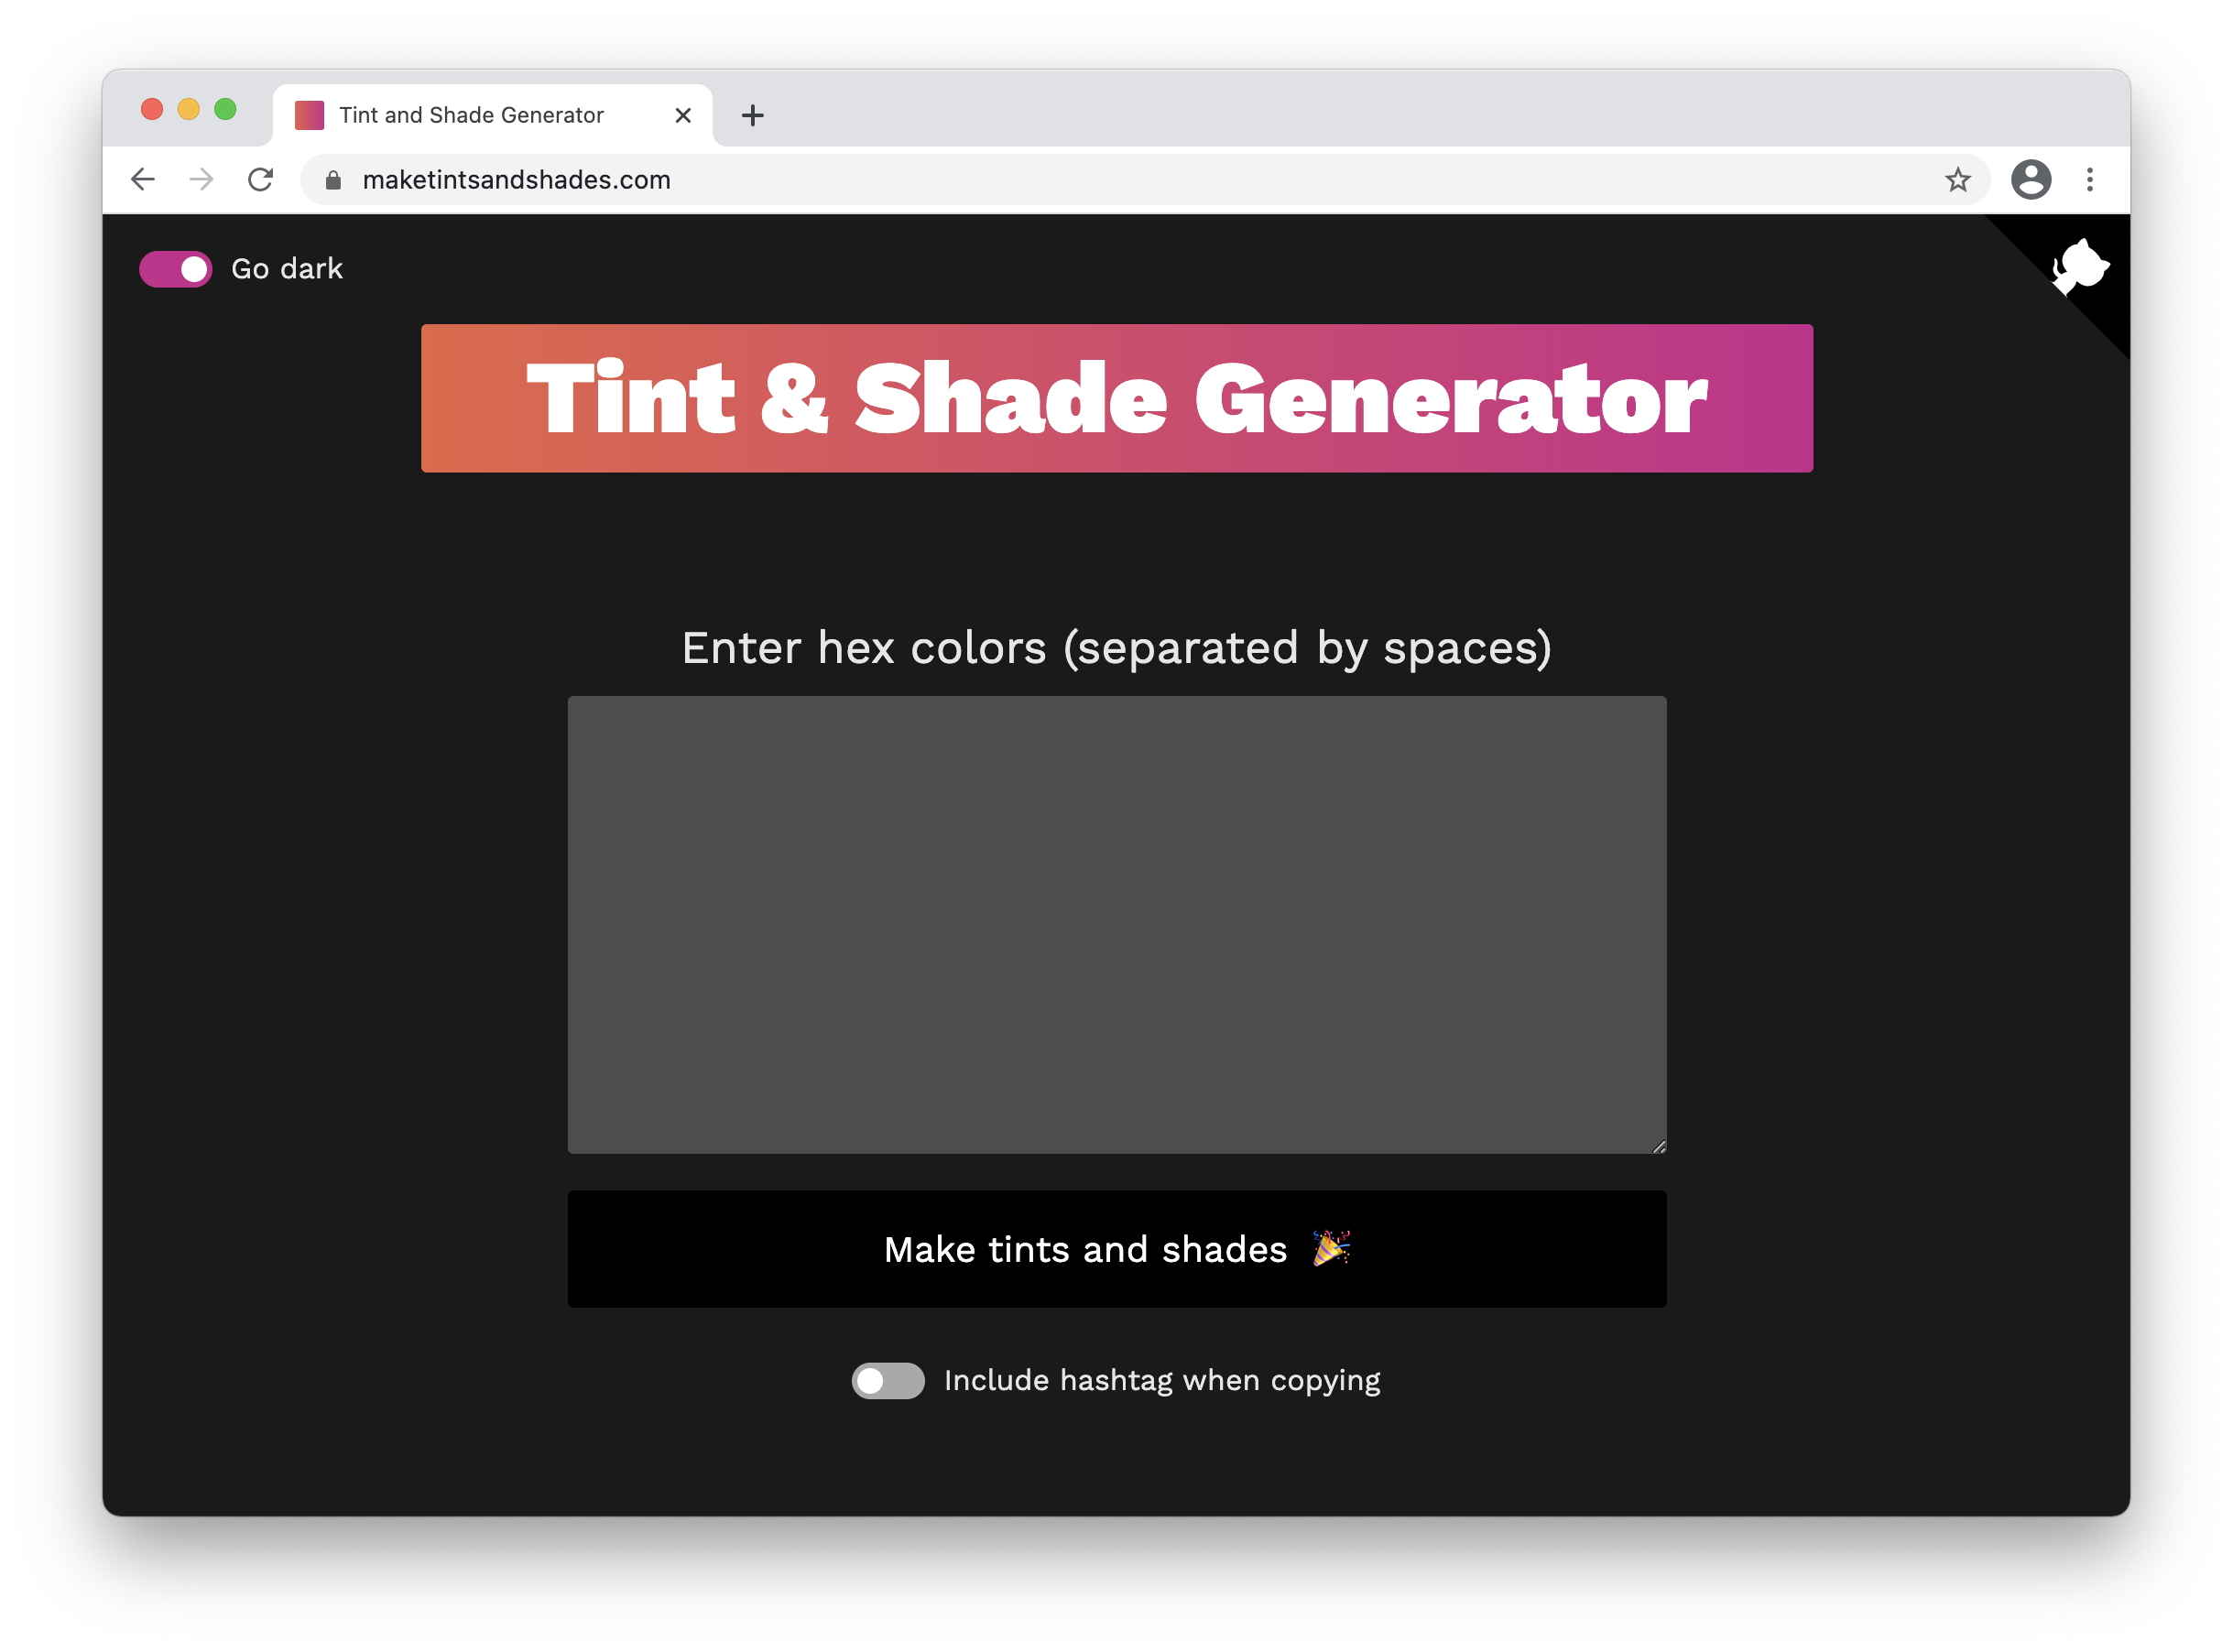 Tint and Shade Generator
maketintsandshades.com
Go dark
Tint & Shade Generator
Enter hex colors (separated by spaces)
Make tints and shades 🎉
Include hashtag when copying